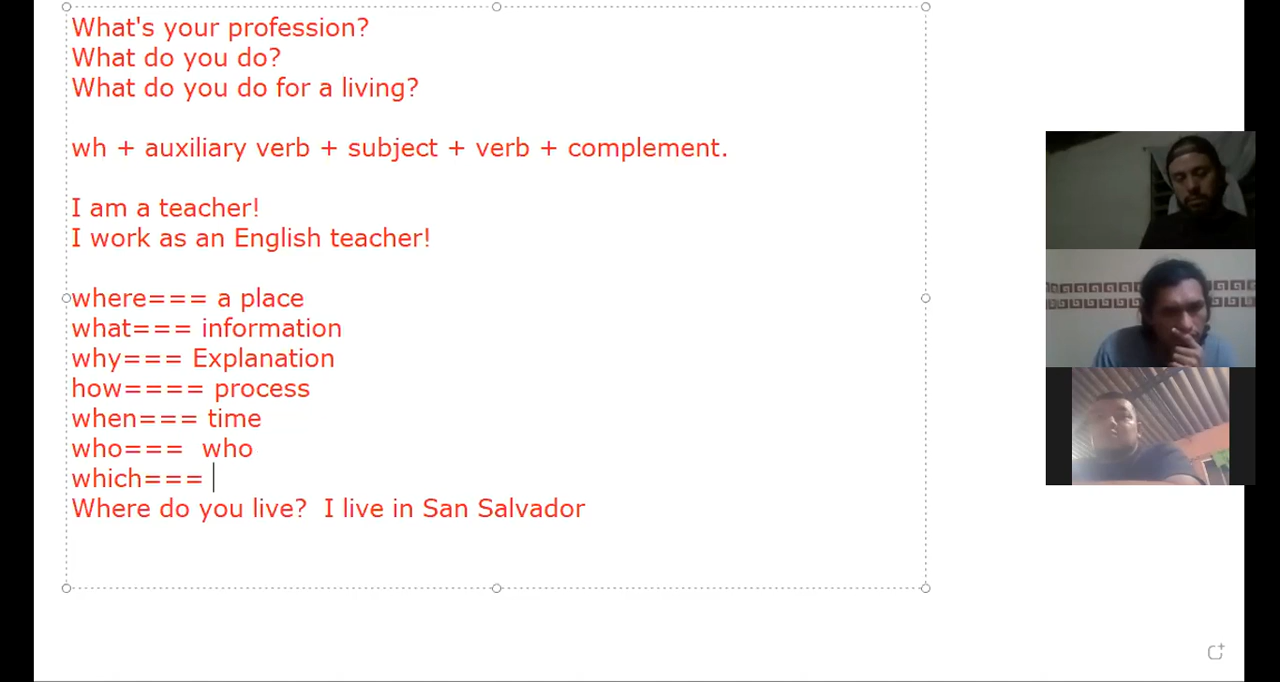 What's your profession?
What do you do?
What do you do for a living?
wh + auxiliary verb + subject + verb + complement.
I am a teacher!
I work as an English teacher!
where=== a place
what=== information
why=== Explanation
how==== process
when=== time
who===  who
which===
Where do you live?  I live in San Salvador